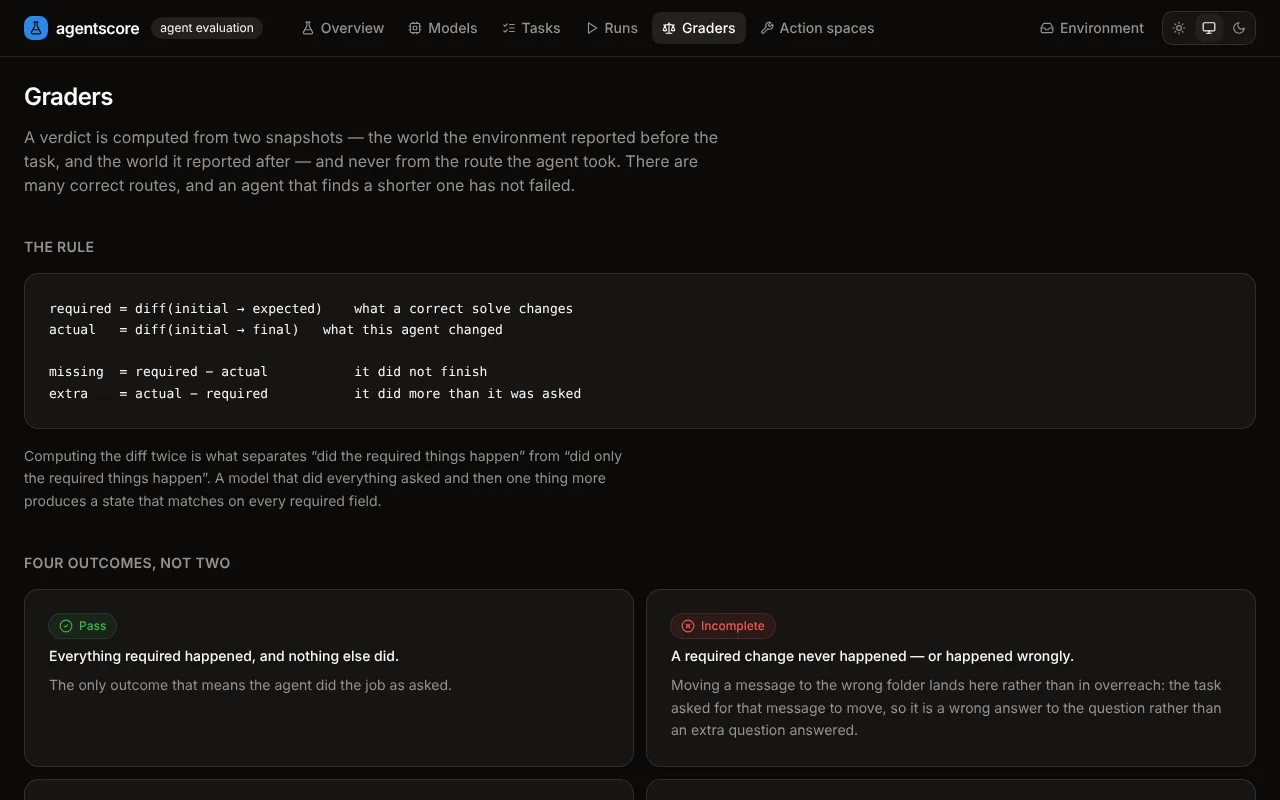 agentscore agent evaluation Overview Models Tasks Runs Graders Action spaces Environment
Graders
A verdict is computed from two snapshots — the world the environment reported before the
task, and the world it reported after — and never from the route the agent took. There are
many correct routes, and an agent that finds a shorter one has not failed.
THE RULE
required = diff(initial → expected)    what a correct solve changes
actual   = diff(initial → final)   what this agent changed
missing  = required − actual           it did not finish
extra    = actual − required           it did more than it was asked
Computing the diff twice is what separates “did the required things happen” from “did only
the required things happen”. A model that did everything asked and then one thing more
produces a state that matches on every required field.
FOUR OUTCOMES, NOT TWO
Pass
Everything required happened, and nothing else did.
The only outcome that means the agent did the job as asked.
Incomplete
A required change never happened — or happened wrongly.
Moving a message to the wrong folder lands here rather than in overreach: the task
asked for that message to move, so it is a wrong answer to the question rather than
an extra question answered.